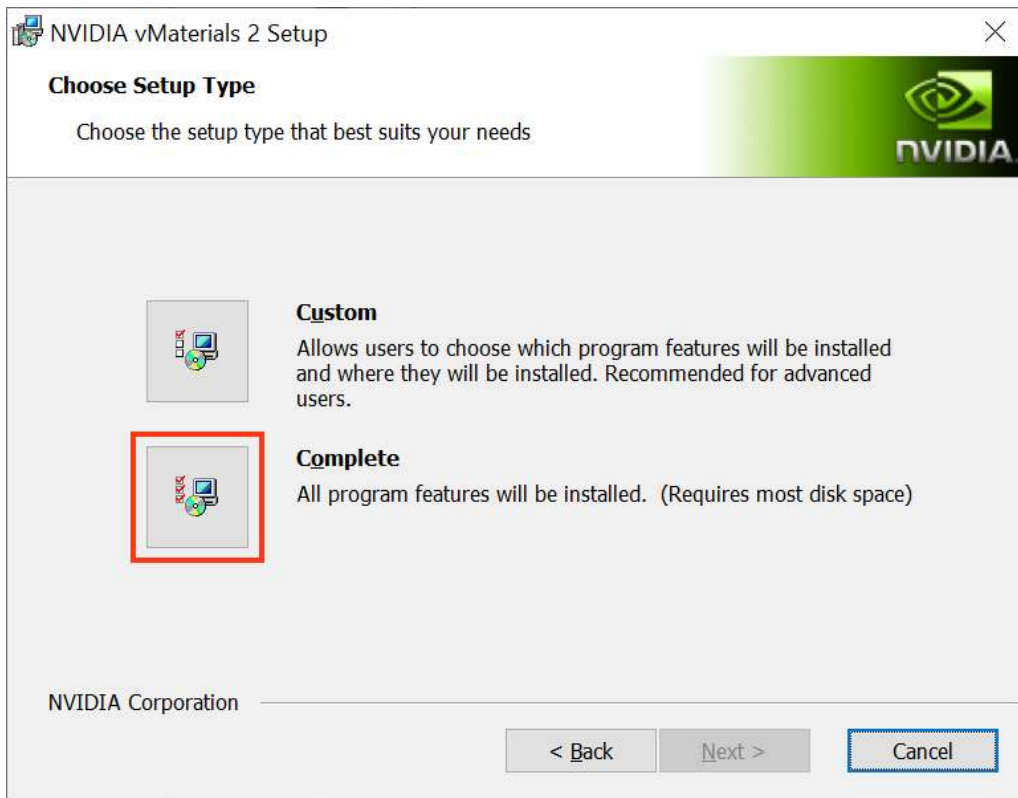 NVIDIA vMaterials 2 Setup
Choose Setup Type
Choose the setup type that best suits your needs
NVIDIA
Custom
Allows users to choose which program features will be installed
and where they will be installed. Recommended for advanced
users.
Complete
All program features will be installed.  (Requires most disk space)
NVIDIA Corporation
< Back
Next >
Cancel